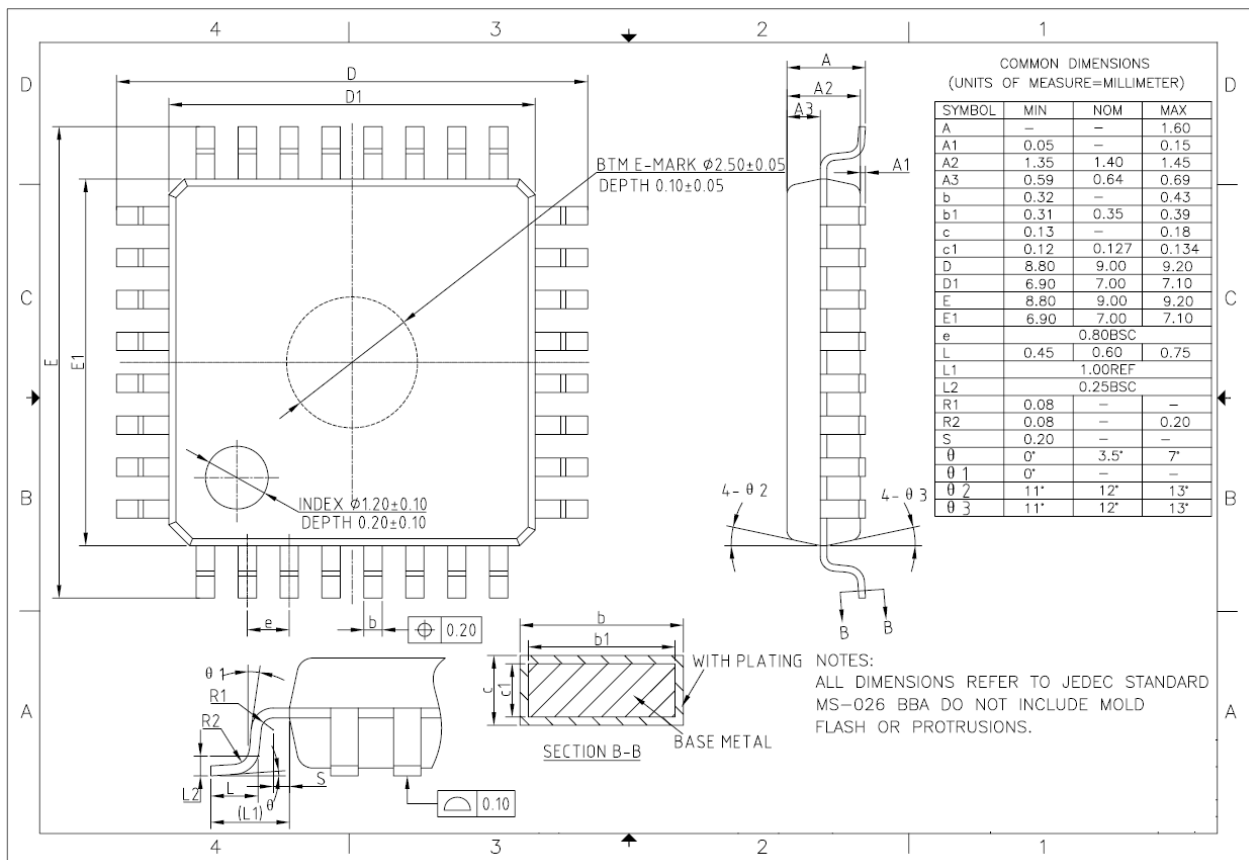 4 3 2 1
D D
C C
B B
A A
4 3 2 1
D
D1
E
E1
BTM E-MARK φ2.50±0.05
DEPTH 0.10±0.05
INDEX φ1.20±0.10
DEPTH 0.20±0.10
e
b
⌖ 0.20
A
A2
A3
A1
4-θ2
4-θ3
B B
COMMON DIMENSIONS
(UNITS OF MEASURE=MILLIMETER)
SYMBOL MIN NOM MAX
A – – 1.60
A1 0.05 – 0.15
A2 1.35 1.40 1.45
A3 0.59 0.64 0.69
b 0.32 – 0.43
b1 0.31 0.35 0.39
c 0.13 – 0.18
c1 0.12 0.127 0.134
D 8.80 9.00 9.20
D1 6.90 7.00 7.10
E 8.80 9.00 9.20
E1 6.90 7.00 7.10
e 0.80BSC
L 0.45 0.60 0.75
L1 1.00REF
L2 0.25BSC
R1 0.08 – –
R2 0.08 – 0.20
S 0.20 – –
θ 0° 3.5° 7°
θ1 0° – –
θ2 11° 12° 13°
θ3 11° 12° 13°
θ1
R1
R2
L2
L
(L1)
θ
S
⌓ 0.10
b
b1
c
c1
WITH PLATING
BASE METAL
SECTION B-B
NOTES:
ALL DIMENSIONS REFER TO JEDEC STANDARD
MS-026 BBA DO NOT INCLUDE MOLD
FLASH OR PROTRUSIONS.